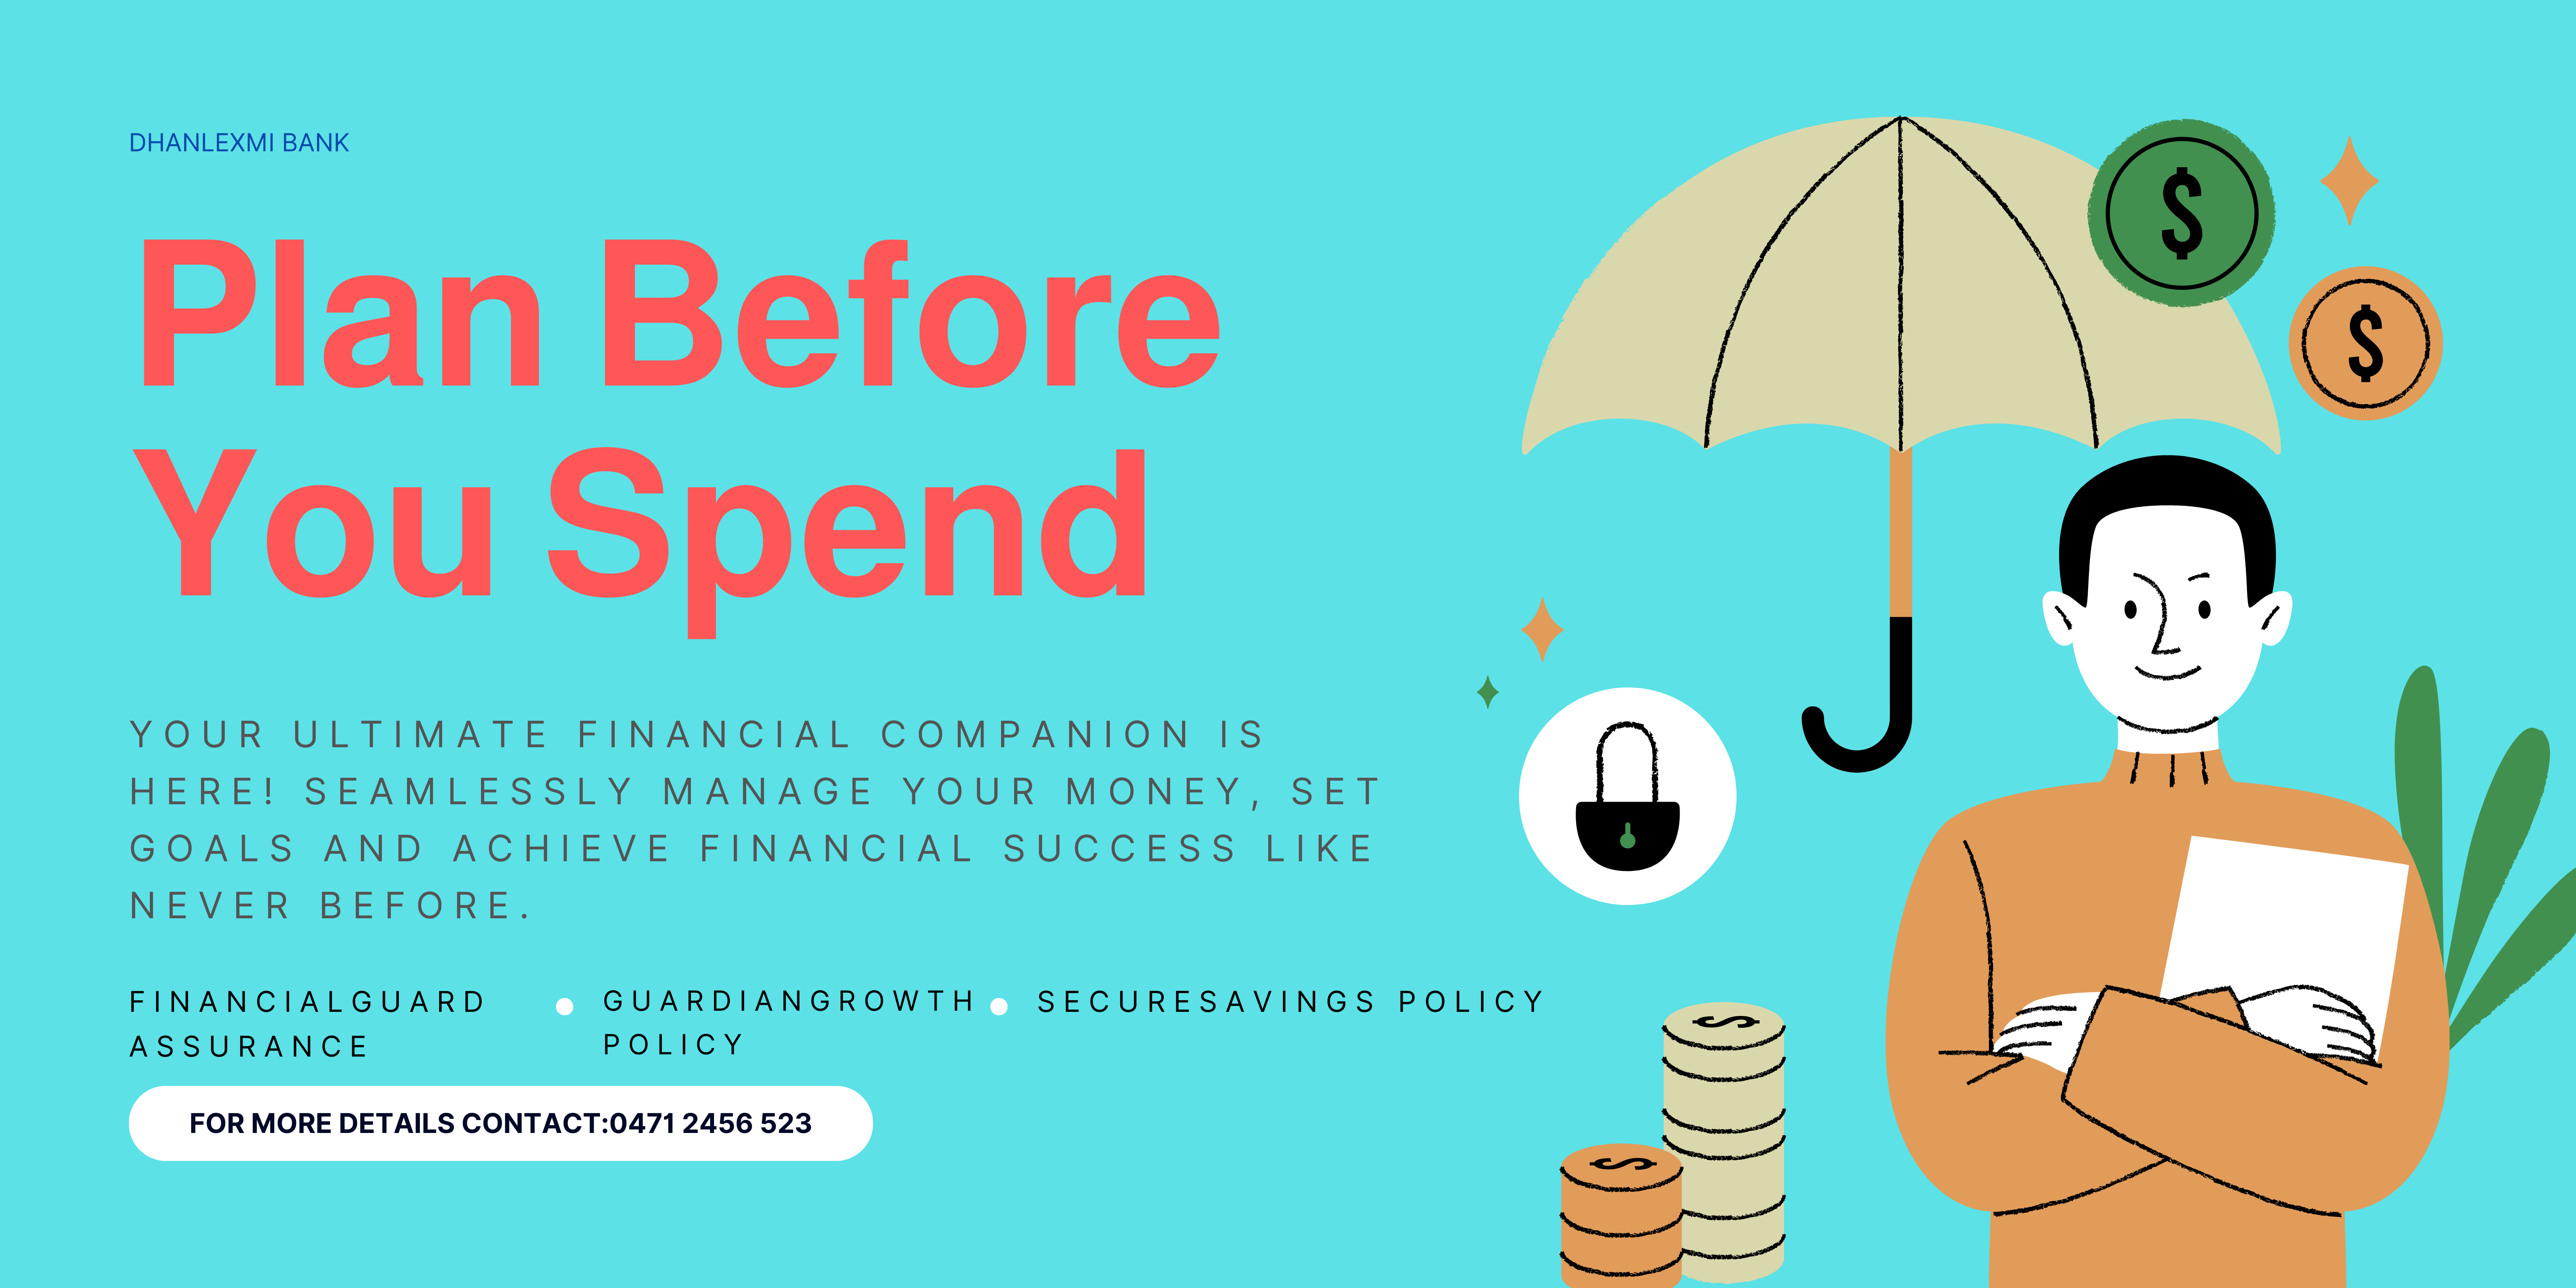 DHANLEXMI BANK
Plan Before
You Spend
YOUR ULTIMATE FINANCIAL COMPANION IS
HERE! SEAMLESSLY MANAGE YOUR MONEY, SET
GOALS AND ACHIEVE FINANCIAL SUCCESS LIKE
NEVER BEFORE.
FINANCIALGUARD
ASSURANCE
GUARDIANGROWTH
POLICY
SECURESAVINGS POLICY
FOR MORE DETAILS CONTACT:0471 2456 523
$
$
$
$